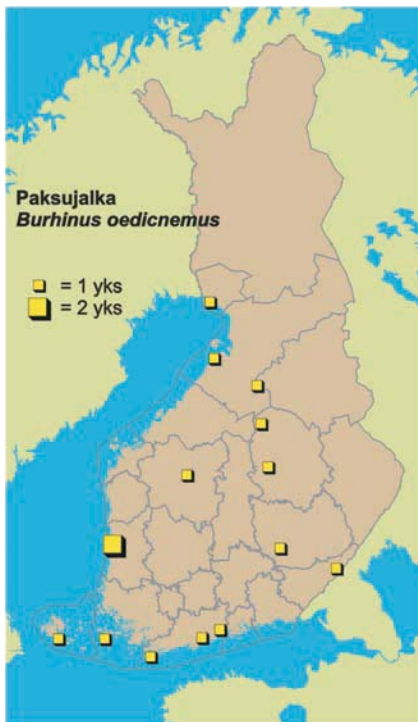 Paksujalka
Burhinus oedicnemus
= 1 yks
= 2 yks